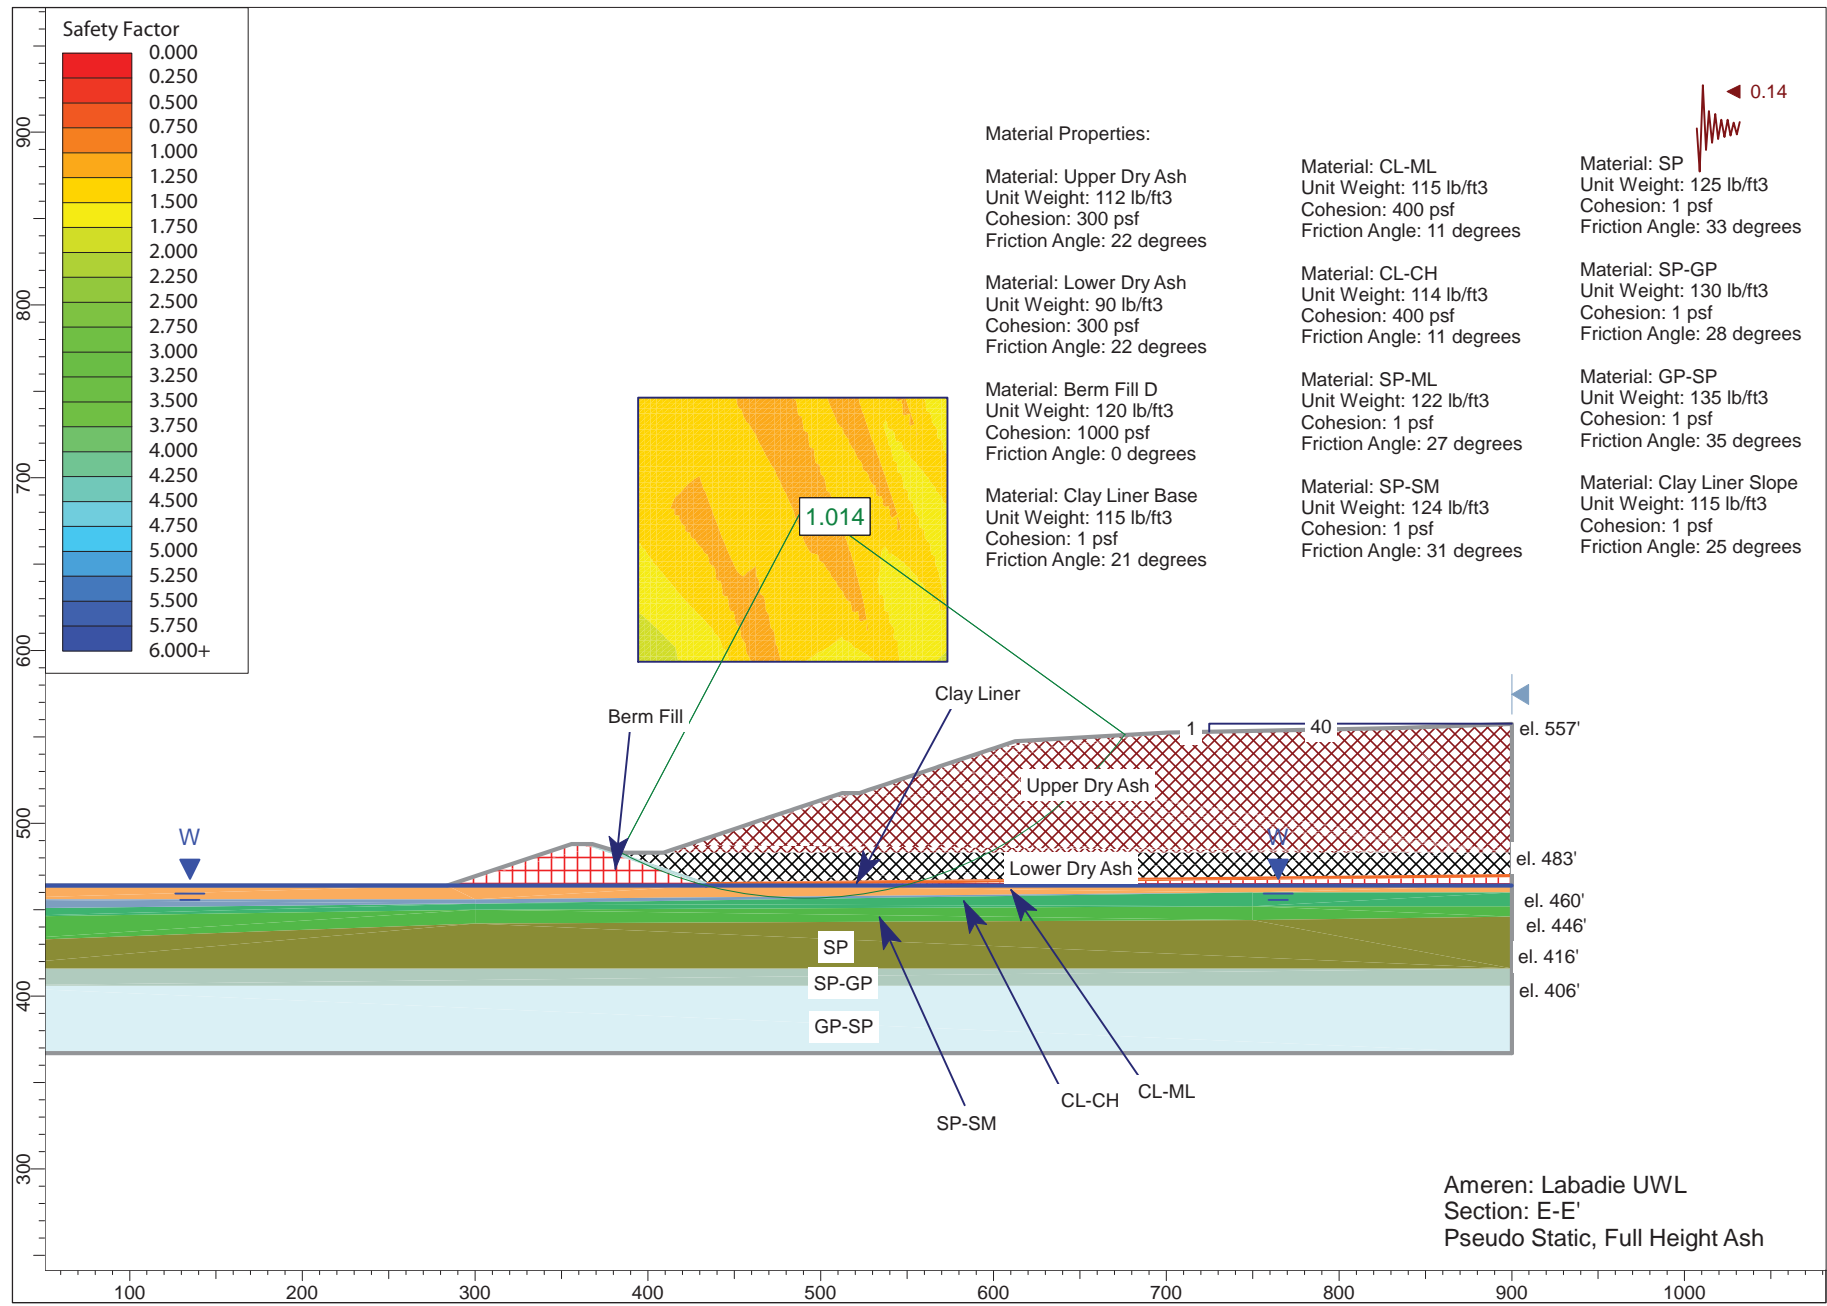 Safety Factor
0.000
0.250
0.500
0.750
1.000
1.250
1.500
1.750
2.000
2.250
2.500
2.750
3.000
3.250
3.500
3.750
4.000
4.250
4.500
4.750
5.000
5.250
5.500
5.750
6.000+
0.14
Material Properties:
Material: Upper Dry Ash
Unit Weight: 112 lb/ft3
Cohesion: 300 psf
Friction Angle: 22 degrees
Material: Lower Dry Ash
Unit Weight: 90 lb/ft3
Cohesion: 300 psf
Friction Angle: 22 degrees
Material: Berm Fill D
Unit Weight: 120 lb/ft3
Cohesion: 1000 psf
Friction Angle: 0 degrees
Material: Clay Liner Base
Unit Weight: 115 lb/ft3
Cohesion: 1 psf
Friction Angle: 21 degrees
Material: CL-ML
Unit Weight: 115 lb/ft3
Cohesion: 400 psf
Friction Angle: 11 degrees
Material: CL-CH
Unit Weight: 114 lb/ft3
Cohesion: 400 psf
Friction Angle: 11 degrees
Material: SP-ML
Unit Weight: 122 lb/ft3
Cohesion: 1 psf
Friction Angle: 27 degrees
Material: SP-SM
Unit Weight: 124 lb/ft3
Cohesion: 1 psf
Friction Angle: 31 degrees
Material: SP
Unit Weight: 125 lb/ft3
Cohesion: 1 psf
Friction Angle: 33 degrees
Material: SP-GP
Unit Weight: 130 lb/ft3
Cohesion: 1 psf
Friction Angle: 28 degrees
Material: GP-SP
Unit Weight: 135 lb/ft3
Cohesion: 1 psf
Friction Angle: 35 degrees
Material: Clay Liner Slope
Unit Weight: 115 lb/ft3
Cohesion: 1 psf
Friction Angle: 25 degrees
1.014
Clay Liner
Berm Fill
1
40
el. 557'
Upper Dry Ash
W
W
Lower Dry Ash
el. 483'
el. 460'
el. 446'
el. 416'
el. 406'
SP
SP-GP
GP-SP
CL-ML
CL-CH
SP-SM
Ameren: Labadie UWL
Section: E-E'
Pseudo Static, Full Height Ash
900
800
700
600
500
400
300
100
200
300
400
500
600
700
800
900
1000